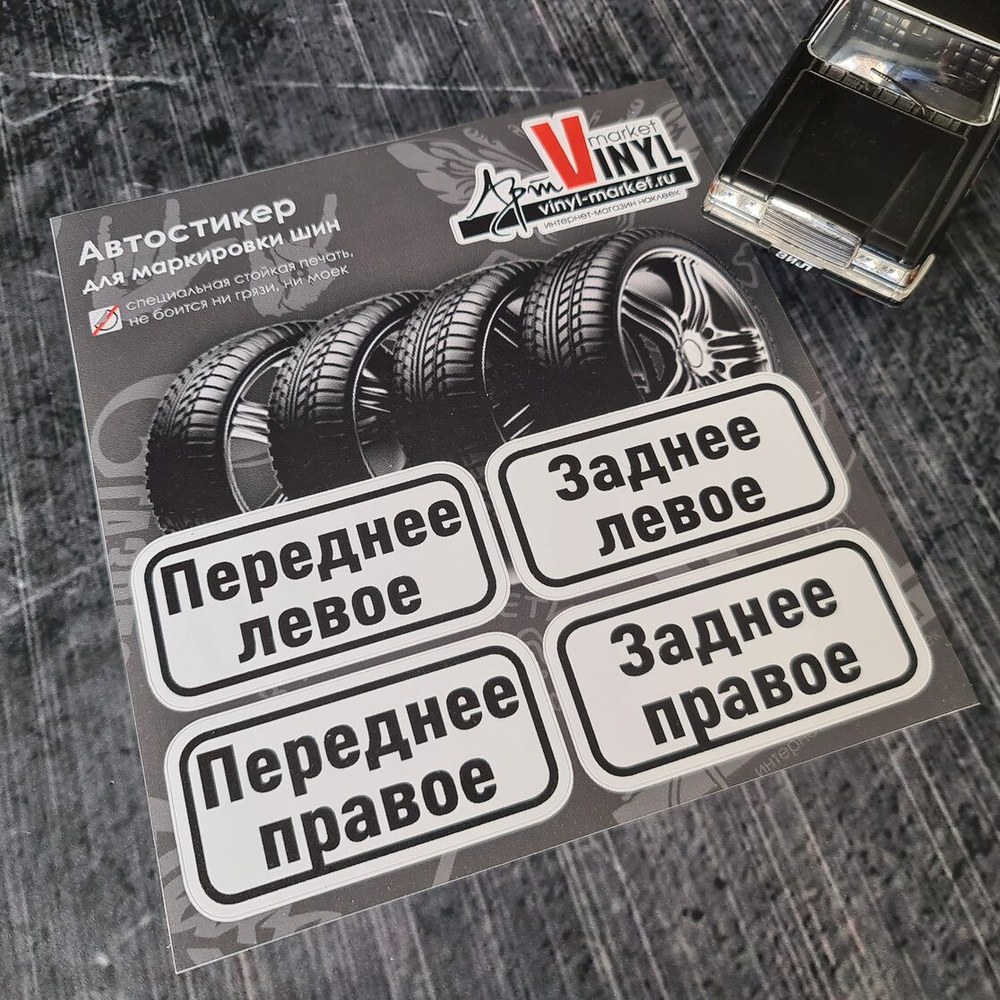 Автостикер
для маркировки шин
специальная стойкая печать,
не боится ни грязи, ни моек
Арт VINYL market
vinyl-market.ru
интернет-магазин наклеек
ЗИЛ
Переднее
левое
Заднее
левое
Переднее
правое
Заднее
правое